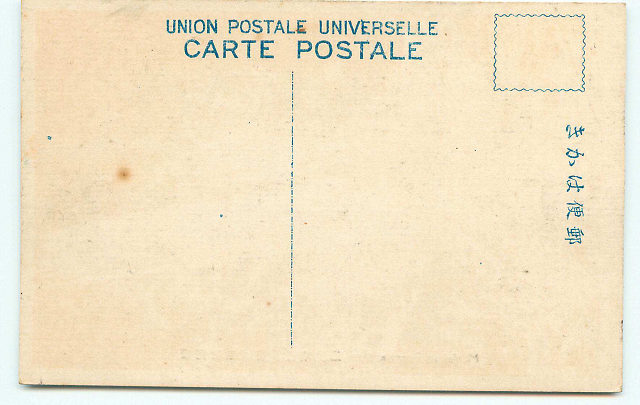 UNION POSTALE UNIVERSELLE.
CARTE POSTALE
郵便はかき